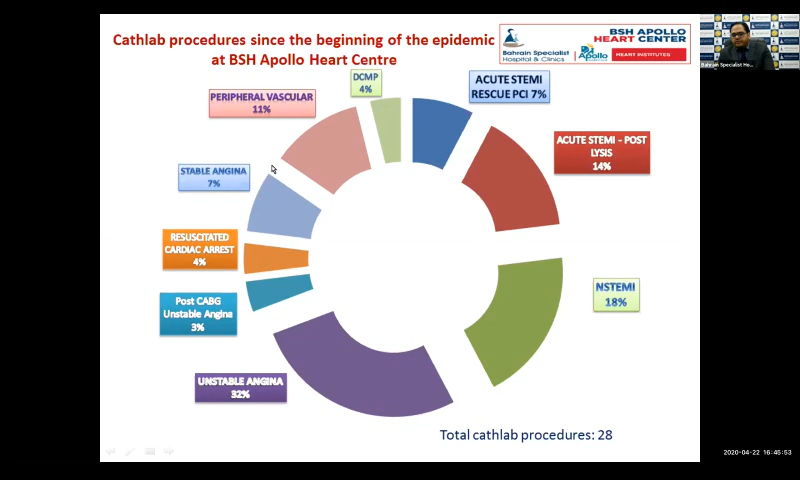 Cathlab procedures since the beginning of the epidemic
at BSH Apollo Heart Centre
Bahrain Specialist
Hospital & Clinics
BSH APOLLO
HEART CENTER
Apollo
HEART INSTITUTES
Bahrain Specialist Ho...
DCMP
4%
ACUTE STEMI
RESCUE PCI 7%
PERIPHERAL VASCULAR
11%
ACUTE STEMI - POST
LYSIS
14%
STABLE ANGINA
7%
RESUSCITATED
CARDIAC ARREST
4%
NSTEMI
18%
Post CABG
Unstable Angina
3%
UNSTABLE ANGINA
32%
Total cathlab procedures: 28
2020-04-22 16:45:53